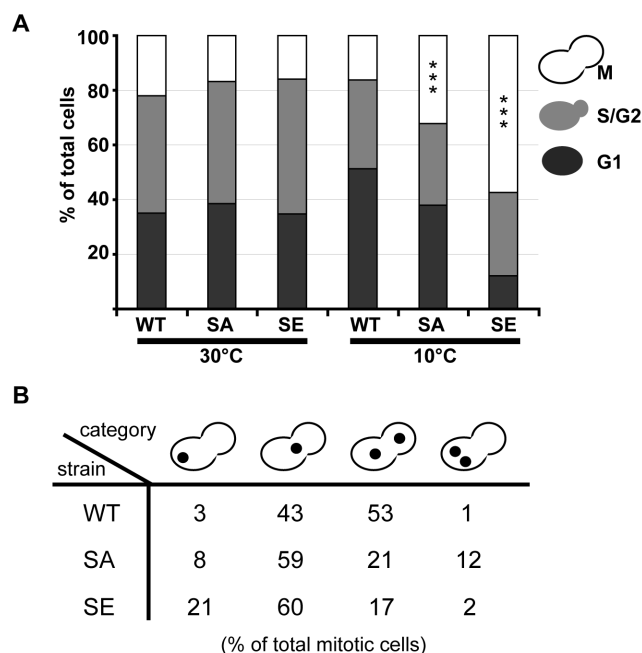 A
% of total cells
100
80
60
40
20
***
***
M
S/G2
G1
WT SA SE WT SA SE
30°C 10°C
B
category
strain
WT 3 43 53 1
SA 8 59 21 12
SE 21 60 17 2
(% of total mitotic cells)